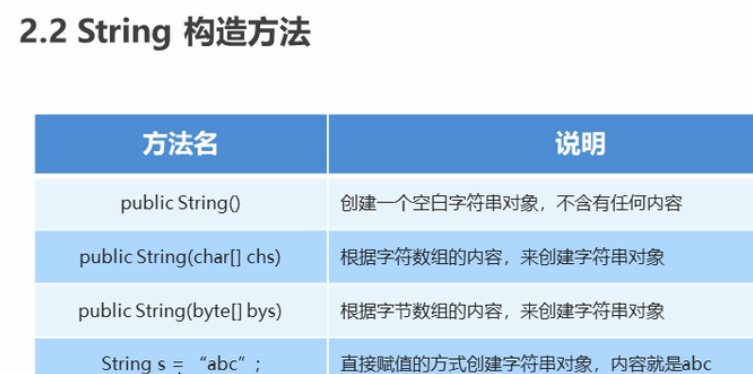 2.2 String 构造方法
方法名 说明
public String() 创建一个空白字符串对象，不含有任何内容
public String(char[] chs) 根据字符数组的内容，来创建字符串对象
public String(byte[] bys) 根据字节数组的内容，来创建字符串对象
String s = “abc”; 直接赋值的方式创建字符串对象，内容就是abc